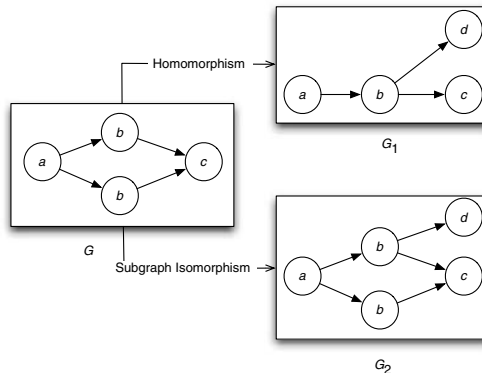 d
Homomorphism
a b c
b
G1
a c
b
d
G
b
Subgraph Isomorphism
a c
b
G2